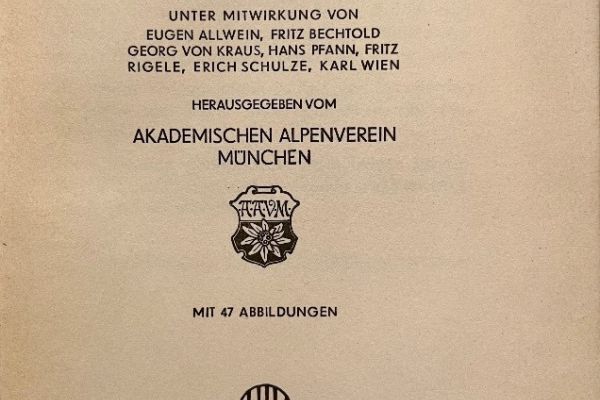 UNTER MITWIRKUNG VON
EUGEN ALLWEIN, FRITZ BECHTOLD
GEORG VON KRAUS, HANS PFANN, FRITZ
RIGELE, ERICH SCHULZE, KARL WIEN
HERAUSGEGEBEN VOM
AKADEMISCHEN ALPENVEREIN
MÜNCHEN
A.A.V.M.
MIT 47 ABBILDUNGEN